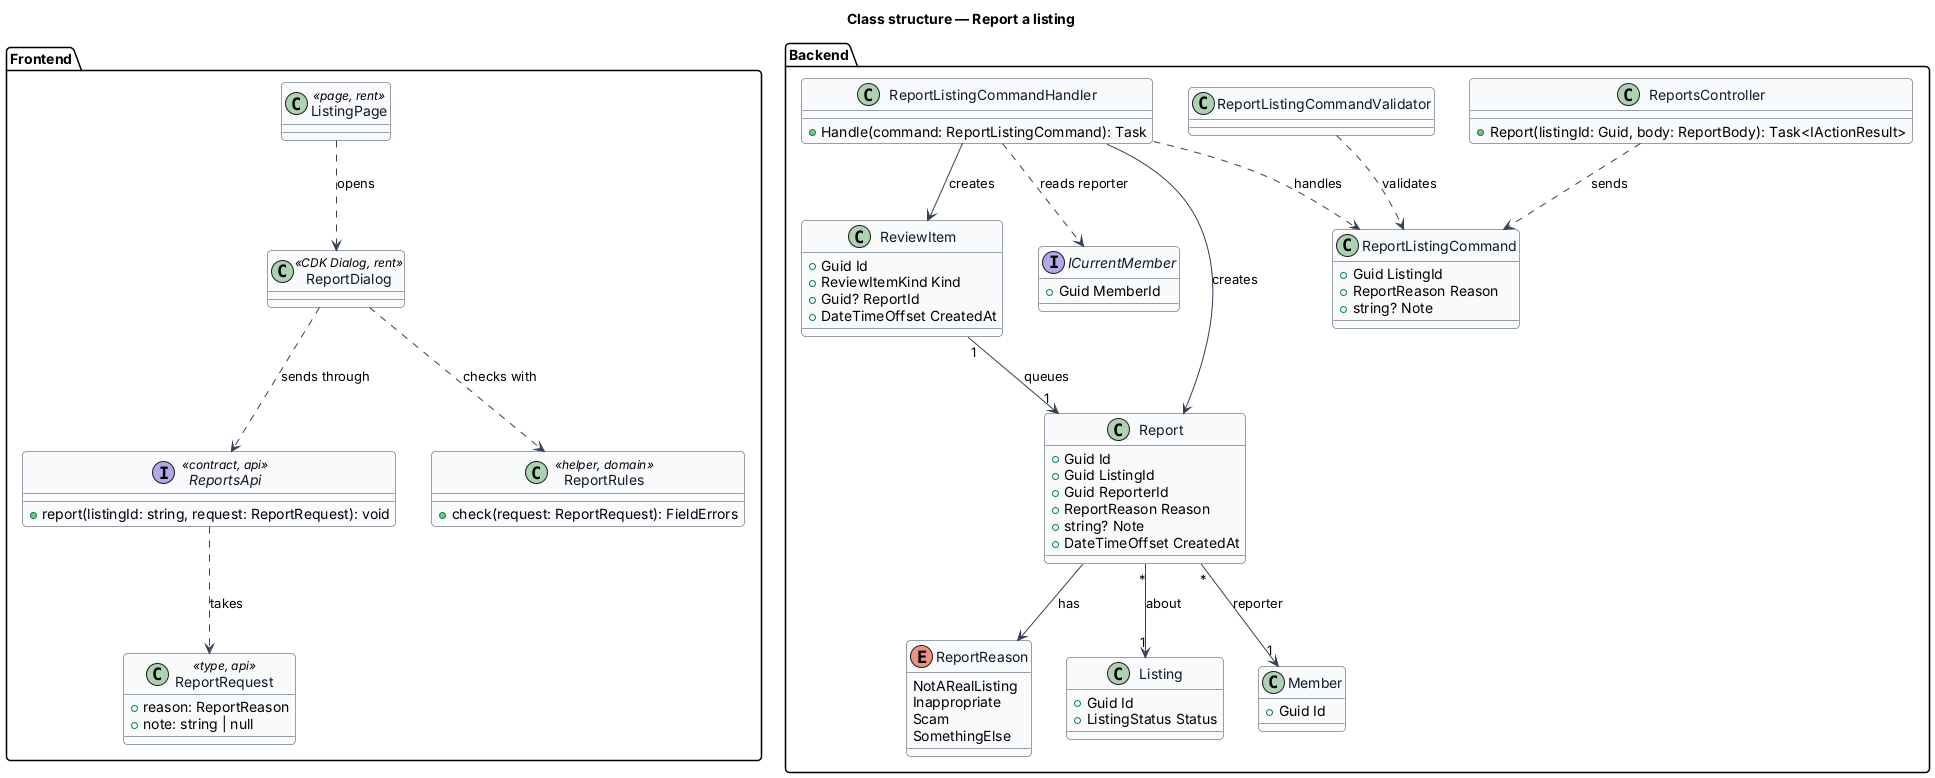 Class structure — Report a listing
Frontend
C
«page, rent»
ListingPage
opens
C
«CDK Dialog, rent»
ReportDialog
sends through
checks with
I
«contract, api»
ReportsApi
report(listingId: string, request: ReportRequest): void
C
«helper, domain»
ReportRules
check(request: ReportRequest): FieldErrors
takes
C
«type, api»
ReportRequest
reason: ReportReason
note: string | null
Backend
C ReportListingCommandHandler
Handle(command: ReportListingCommand): Task
C ReportListingCommandValidator
C ReportsController
Report(listingId: Guid, body: ReportBody): Task<IActionResult>
creates
reads reporter
handles
validates
sends
C ReviewItem
Guid Id
ReviewItemKind Kind
Guid? ReportId
DateTimeOffset CreatedAt
I ICurrentMember
Guid MemberId
creates
C ReportListingCommand
Guid ListingId
ReportReason Reason
string? Note
1
queues
1
C Report
Guid Id
Guid ListingId
Guid ReporterId
ReportReason Reason
string? Note
DateTimeOffset CreatedAt
*
*
has
about
reporter
1
1
E ReportReason
NotARealListing
Inappropriate
Scam
SomethingElse
C Listing
Guid Id
ListingStatus Status
C Member
Guid Id